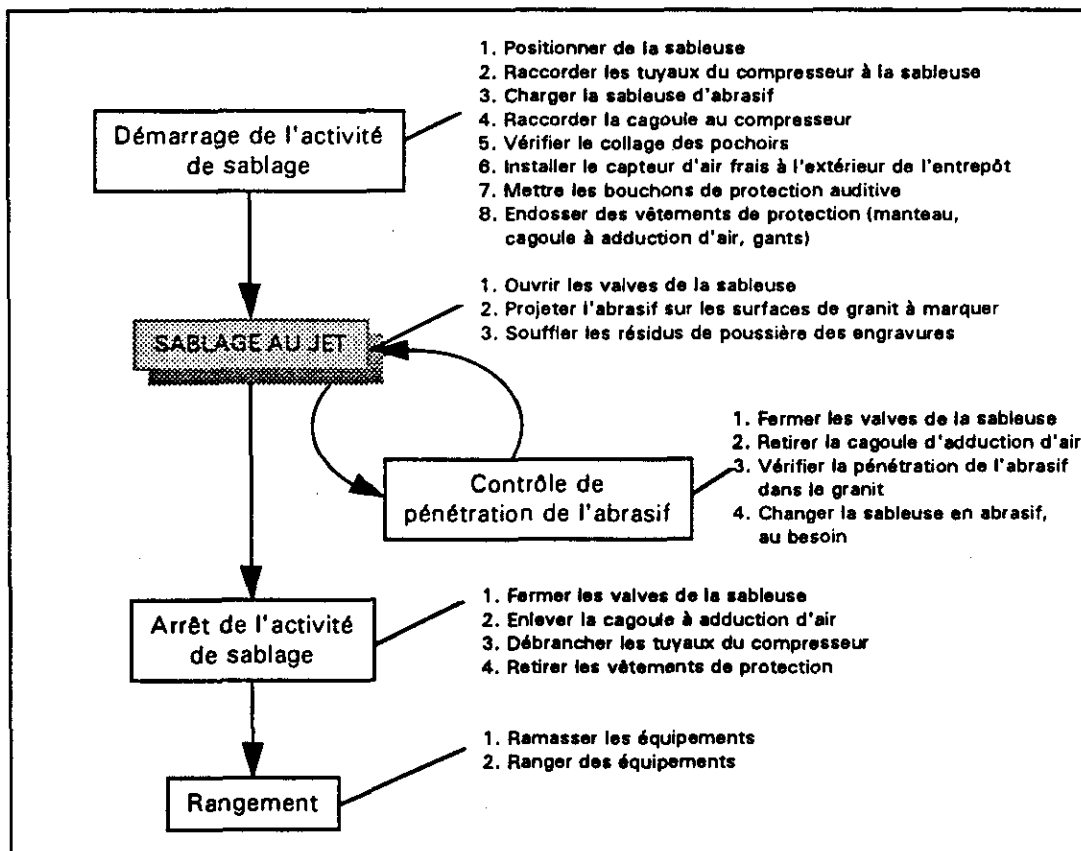 1. Positionner de la sableuse
2. Raccorder les tuyaux du compresseur à la sableuse
3. Charger la sableuse d'abrasif
4. Raccorder la cagoule au compresseur
5. Vérifier le collage des pochoirs
6. Installer le capteur d'air frais à l'extérieur de l'entrepôt
7. Mettre les bouchons de protection auditive
8. Endosser des vêtements de protection (manteau,
cagoule à adduction d'air, gants)
Démarrage de l'activité
de sablage
1. Ouvrir les valves de la sableuse
2. Projeter l'abrasif sur les surfaces de granit à marquer
3. Souffler les résidus de poussière des engravures
SABLAGE AU JET
1. Fermer les valves de la sableuse
2. Retirer la cagoule d'adduction d'air
3. Vérifier la pénétration de l'abrasif
dans le granit
4. Changer la sableuse en abrasif,
au besoin
Contrôle de
pénétration de l'abrasif
1. Fermer les valves de la sableuse
2. Enlever la cagoule à adduction d'air
3. Débrancher les tuyaux du compresseur
4. Retirer les vêtements de protection
Arrêt de l'activité
de sablage
1. Ramasser les équipements
2. Ranger des équipements
Rangement